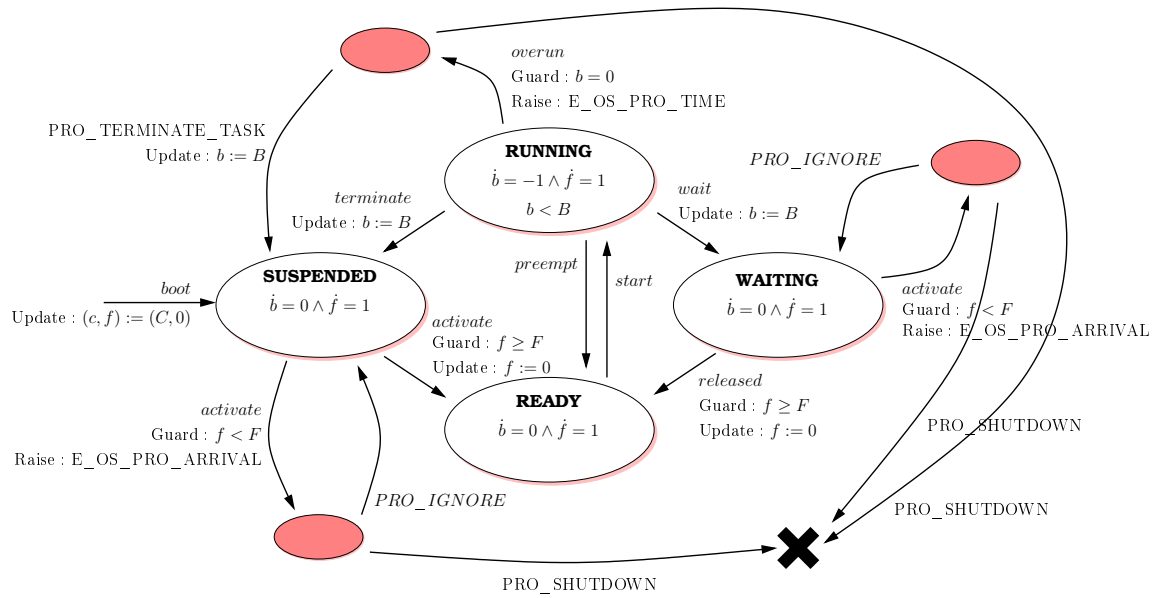 overun
Guard : b = 0
Raise : E_OS_PRO_TIME
PRO_TERMINATE_TASK
Update : b := B
RUNNING
ḃ = −1 ∧ ḟ = 1
b < B
PRO_IGNORE
terminate
Update : b := B
wait
Update : b := B
SUSPENDED
ḃ = 0 ∧ ḟ = 1
preempt
start
WAITING
ḃ = 0 ∧ ḟ = 1
boot
Update : (c, f) := (C, 0)
activate
Guard : f < F
Raise : E_OS_PRO_ARRIVAL
activate
Guard : f ≥ F
Update : f := 0
READY
ḃ = 0 ∧ ḟ = 1
released
Guard : f ≥ F
Update : f := 0
activate
Guard : f < F
Raise : E_OS_PRO_ARRIVAL
PRO_SHUTDOWN
PRO_IGNORE
PRO_SHUTDOWN
PRO_SHUTDOWN